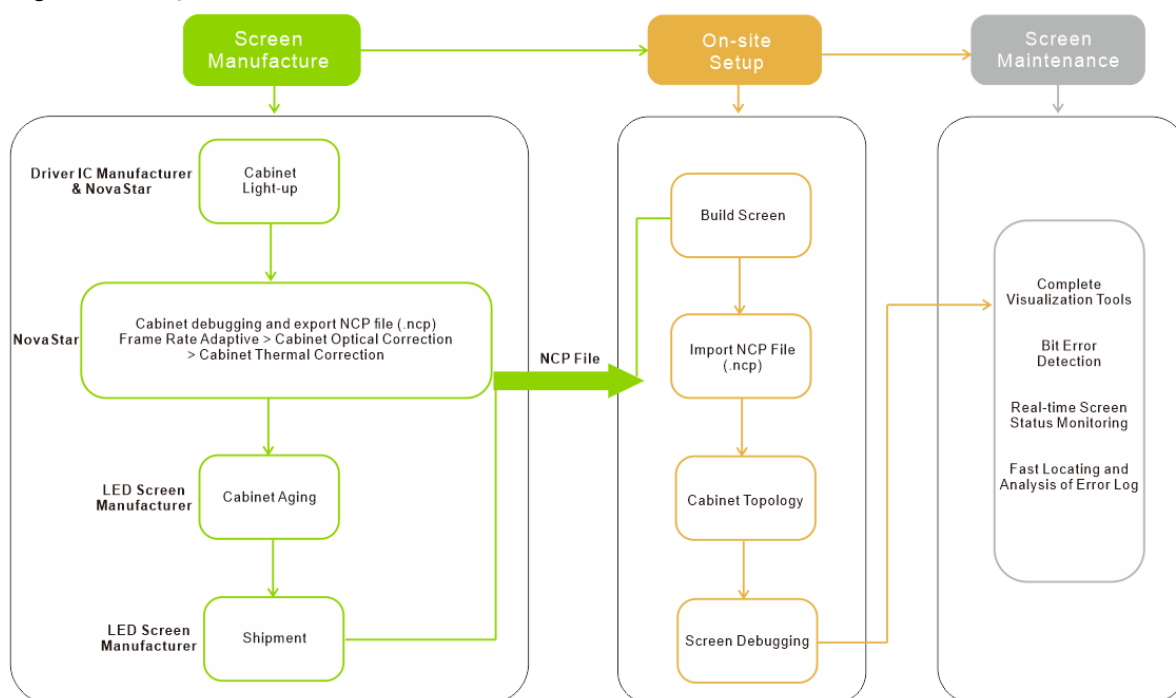 Screen
Manufacture
On-site
Setup
Screen
Maintenance
Driver IC Manufacturer
& NovaStar
Cabinet
Light-up
NovaStar
Cabinet debugging and export NCP file (.ncp)
Frame Rate Adaptive > Cabinet Optical Correction
> Cabinet Thermal Correction
LED Screen
Manufacturer
Cabinet Aging
LED Screen
Manufacturer
Shipment
NCP File
Build Screen
Import NCP File
(.ncp)
Cabinet Topology
Screen Debugging
Complete
Visualization Tools
Bit Error
Detection
Real-time Screen
Status Monitoring
Fast Locating and
Analysis of Error Log